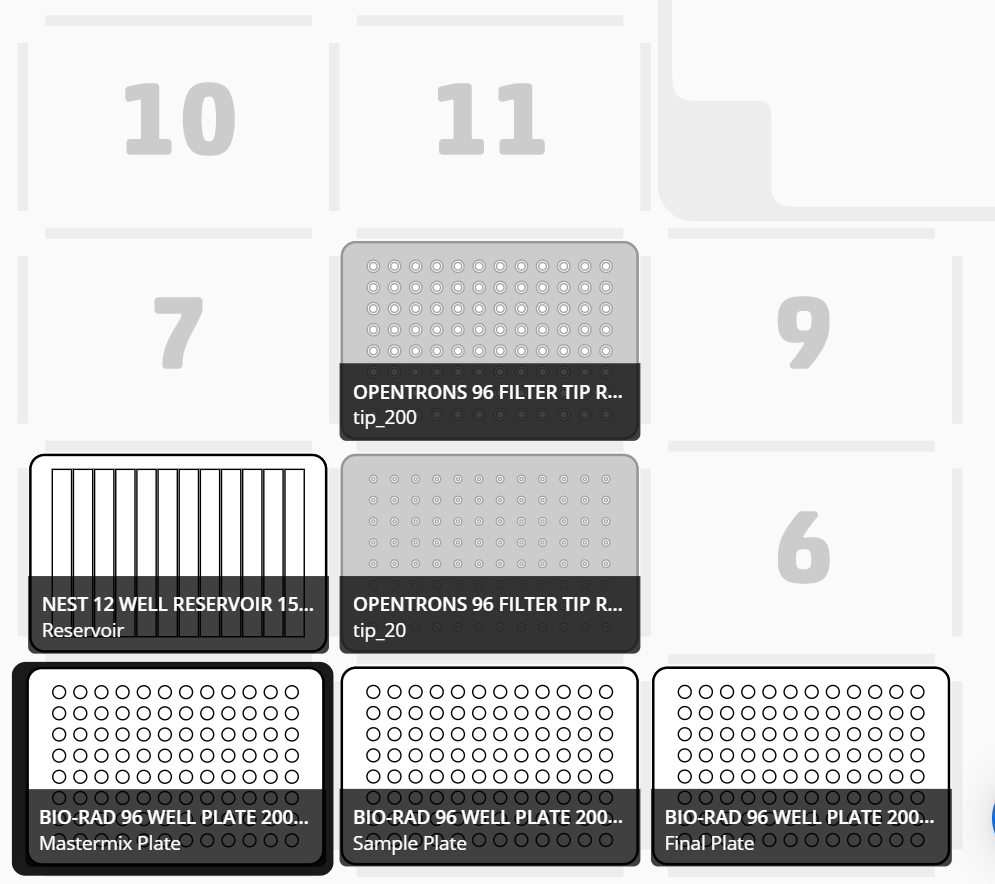 10
11
7
OPENTRONS 96 FILTER TIP R...
tip_200
9
NEST 12 WELL RESERVOIR 15...
Reservoir
OPENTRONS 96 FILTER TIP R...
tip_20
6
BIO-RAD 96 WELL PLATE 200...
Mastermix Plate
BIO-RAD 96 WELL PLATE 200...
Sample Plate
BIO-RAD 96 WELL PLATE 200...
Final Plate